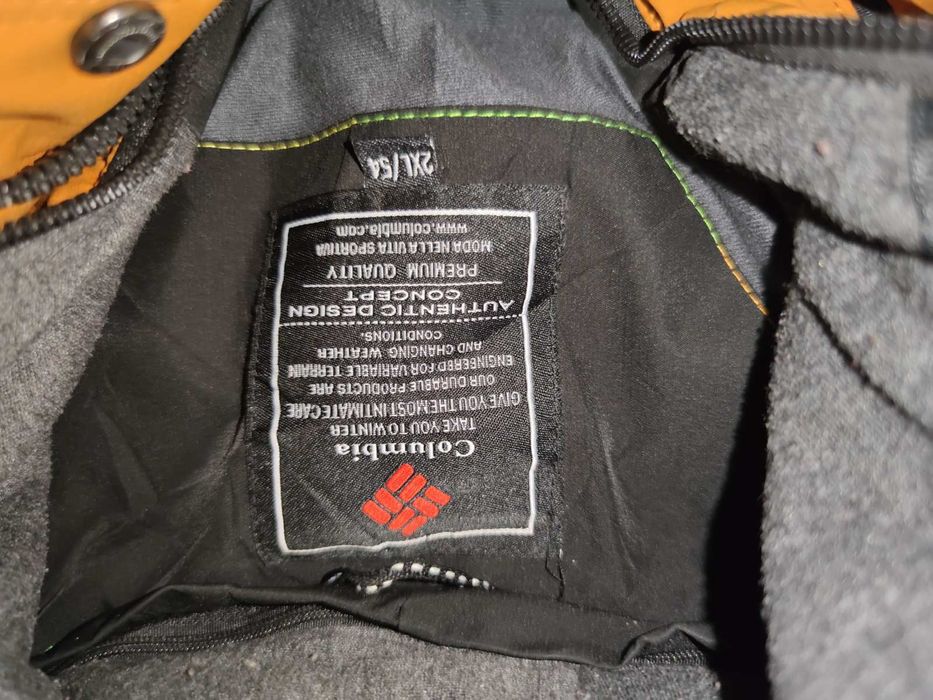 Columbia
TAKE YOU TO WINTER
GIVE YOU THE MOST INTIMATE CARE
OUR DURABLE PRODUCTS ARE
ENGINEERED FOR VARIABLE TERRAIN
AND CHANGING WEATHER
CONDITIONS.
AUTHENTIC DESIGN
CONCEPT
PREMIUM QUALITY
MODA NELLA VITA SPORTIVA
www.columbia.com
2XL/54